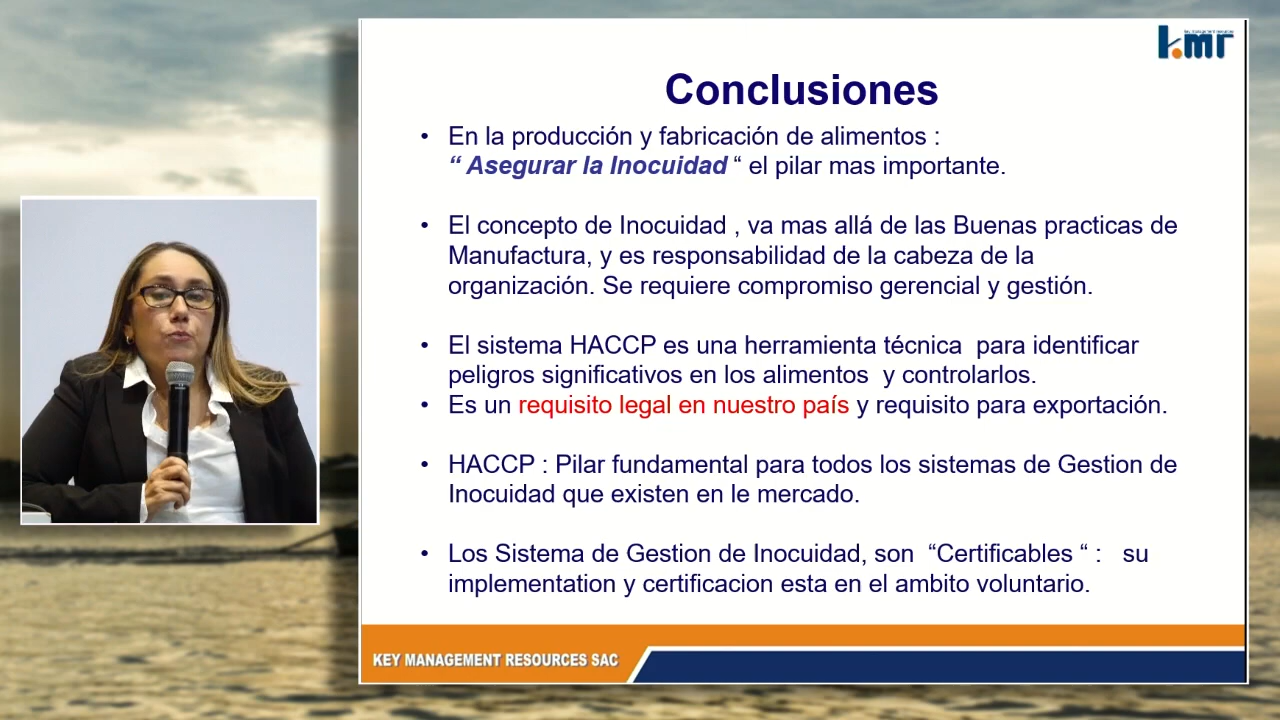 kmr
Conclusiones
• En la producción y fabricación de alimentos :
“ Asegurar la Inocuidad “ el pilar mas importante.
• El concepto de Inocuidad , va mas allá de las Buenas practicas de
Manufactura, y es responsabilidad de la cabeza de la
organización. Se requiere compromiso gerencial y gestión.
• El sistema HACCP es una herramienta técnica  para identificar
peligros significativos en los alimentos  y controlarlos.
• Es un requisito legal en nuestro país y requisito para exportación.
• HACCP : Pilar fundamental para todos los sistemas de Gestion de
Inocuidad que existen en le mercado.
• Los Sistema de Gestion de Inocuidad, son  “Certificables “ :   su
implementation y certificacion esta en el ambito voluntario.
KEY MANAGEMENT RESOURCES SAC